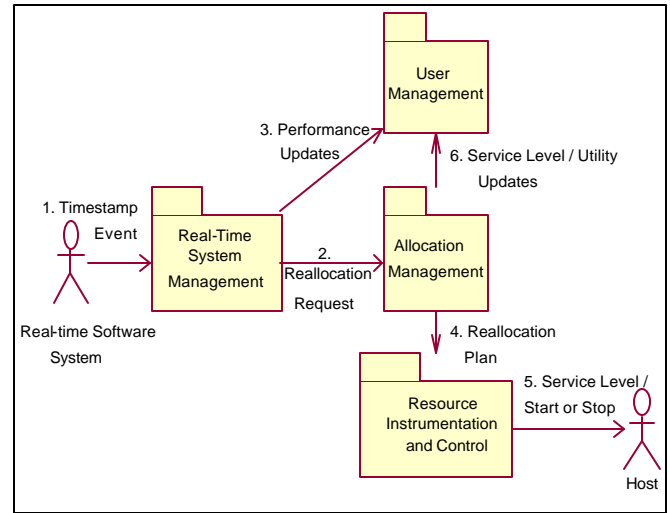 User
Management
3. Performance
Updates
6. Service Level / Utility
Updates
1. Timestamp
Event
Real-Time
System
Management
2.
Reallocation
Request
Allocation
Management
Real-time Software
System
4. Reallocation
Plan
Resource
Instrumentation
and Control
5. Service Level /
Start or Stop
Host